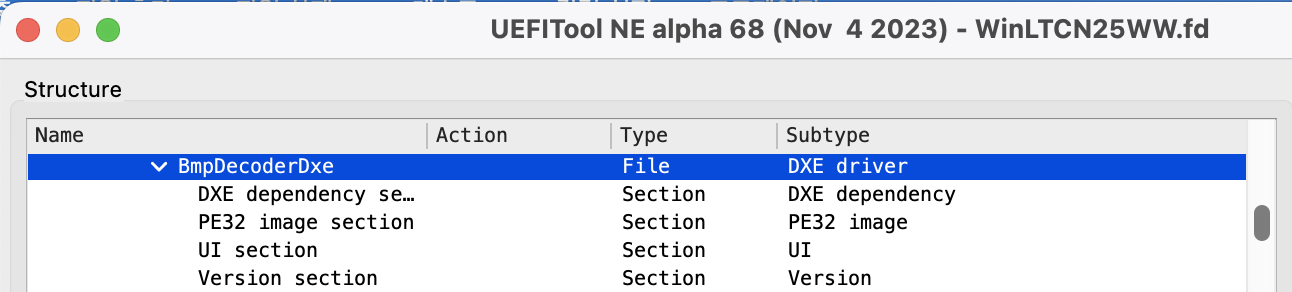 UEFITool NE alpha 68 (Nov 4 2023) - WinLTCN25WW.fd
Structure
Name Action Type Subtype
BmpDecoderDxe File DXE driver
DXE dependency se… Section DXE dependency
PE32 image section Section PE32 image
UI section Section UI
Version section Section Version